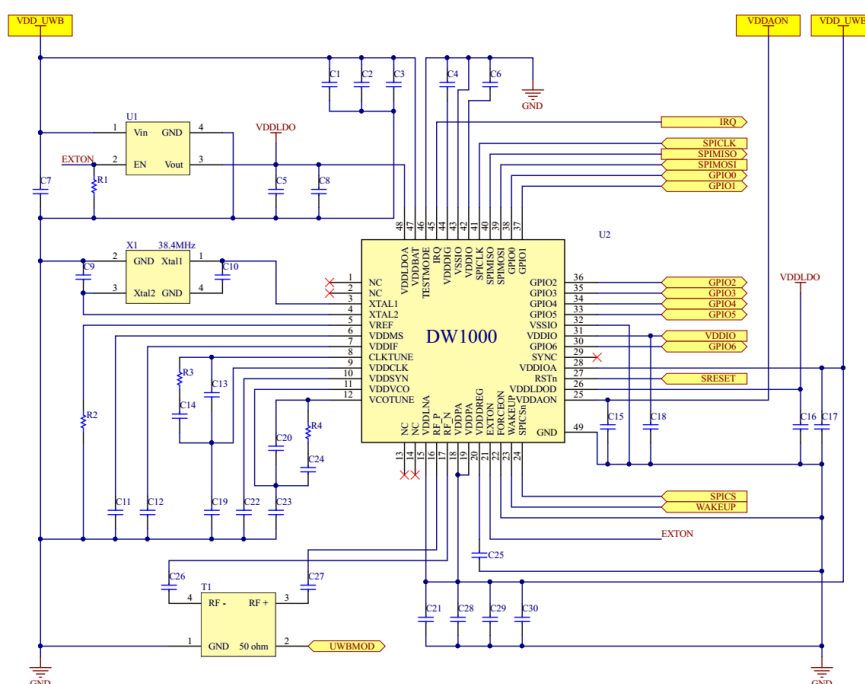 VDD_UWB
VDDAON
VDD_UWB
C1
C2
C3
C4
C6
GND
U1
1
Vin
GND
4
VDDLDO
IRQ
EXTON
2
EN
Vout
3
SPICLK
SPIMISO
SPIMOSI
GPIO0
GPIO1
C7
R1
C5
C8
48
47
46
45
44
43
42
41
40
39
38
37
X1
38.4MHz
U2
VDDLDOA
VDDBAT
TESTMODE
IRQ
VDDDIG
VSSIO
VDDIO
SPICLK
SPIMISO
SPIMOSI
GPIO0
GPIO1
2
GND
Xtal1
1
C9
C10
3
Xtal2
GND
4
1
NC
2
NC
3
XTAL1
4
XTAL2
5
VREF
6
VDDMS
7
VDDIF
8
CLKTUNE
9
VDDCLK
10
VDDSYN
11
VDDVCO
12
VCOTUNE
DW1000
GPIO2
36
GPIO2
GPIO3
35
GPIO3
GPIO4
34
GPIO4
GPIO5
33
GPIO5
VSSIO
32
VDDIO
31
VDDIO
GPIO6
30
GPIO6
SYNC
29
VDDIOA
28
RSTn
27
SRESET
VDDLDOD
26
VDDAON
25
GND
49
VDDLDO
R3
C13
C14
R2
R4
C20
C24
C15
C18
C16
C17
NC
NC
VDDLNA
RF_P
RF_N
VDDPA
VDDPA
VDDDREG
EXTON
FORCEON
WAKEUP
SPICSn
13
14
15
16
17
18
19
20
21
22
23
24
C11
C12
C19
C22
C23
SPICS
WAKEUP
EXTON
C25
C26
C27
T1
4
RF -
RF +
3
1
GND
50 ohm
2
UWBMOD
C21
C28
C29
C30
GND
GND